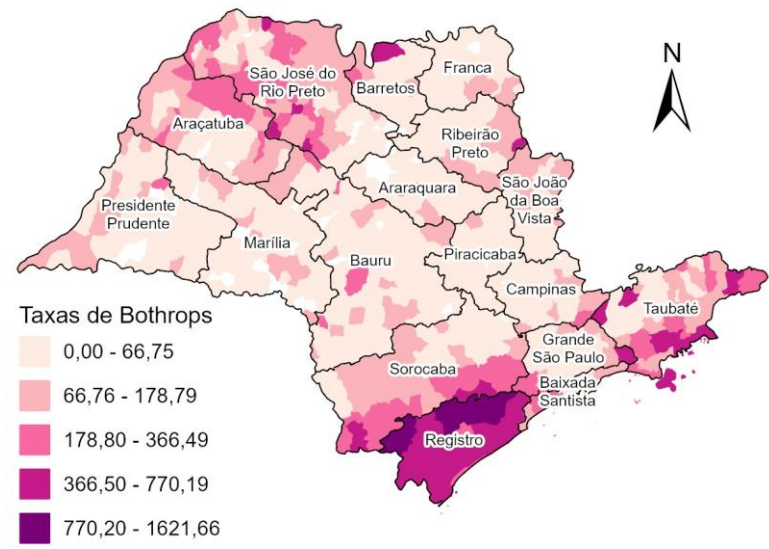 N
São José do
Rio Preto
Barretos
Franca
Araçatuba
Ribeirão
Preto
Araraquara
São João
da Boa
Vista
Presidente
Prudente
Marília
Bauru
Piracicaba
Campinas
Taubaté
Grande
São Paulo
Sorocaba
Baixada
Santista
Registro
Taxas de Bothrops
0,00 - 66,75
66,76 - 178,79
178,80 - 366,49
366,50 - 770,19
770,20 - 1621,66